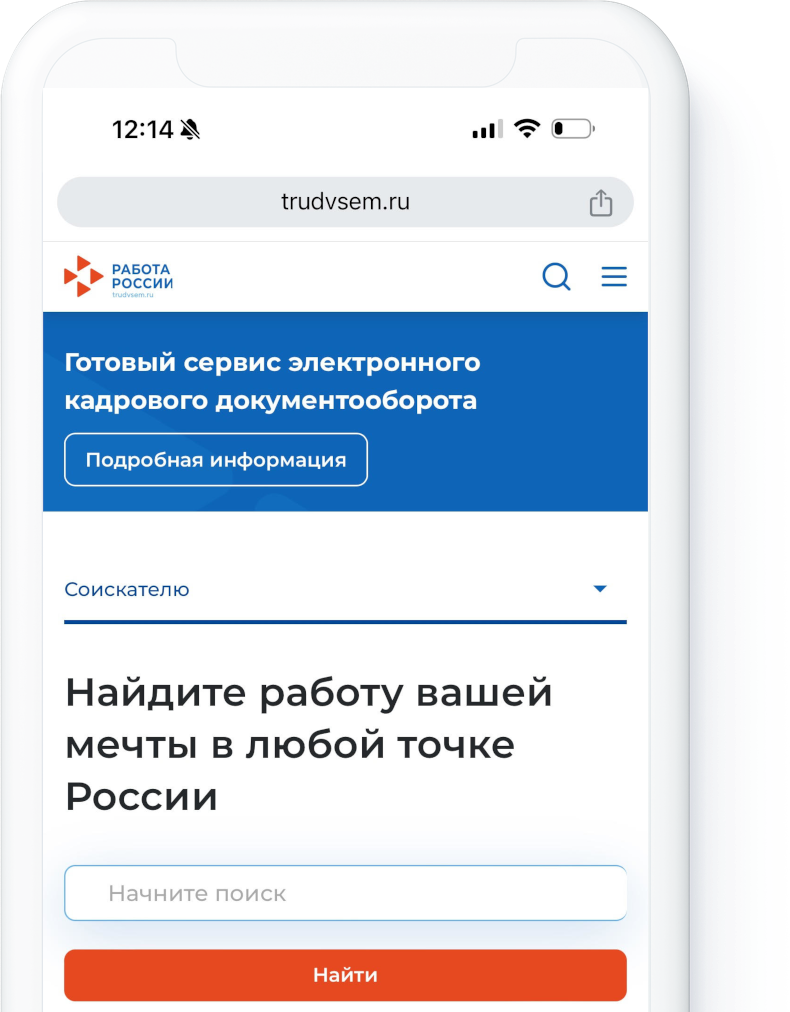 12:14
trudvsem.ru
РАБОТА
РОССИИ
trudvsem.ru
Готовый сервис электронного
кадрового документооборота
Подробная информация
Соискателю
Найдите работу вашей
мечты в любой точке
России
Начните поиск
Найти